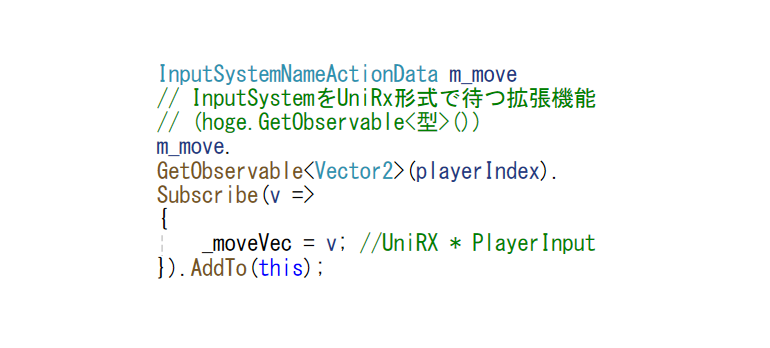 InputSystemNameActionData m_move
// InputSystemをUniRx形式で待つ拡張機能
// (hoge.GetObservable<型>())
m_move.
GetObservable<Vector2>(playerIndex).
Subscribe(v =>
{
    _moveVec = v; //UniRX * PlayerInput
}).AddTo(this);